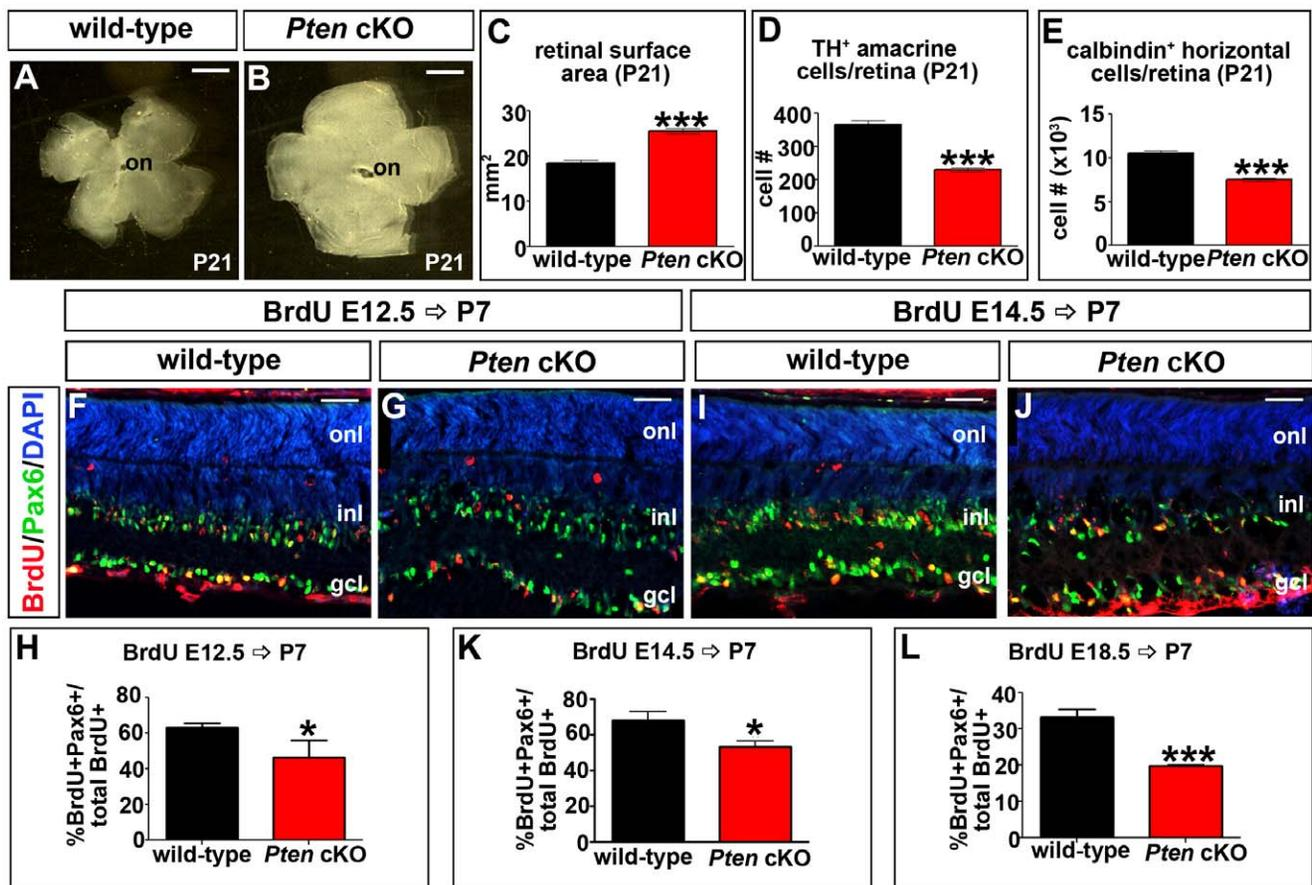 wild-type
Pten cKO
A
on
P21
B
on
P21
C
retinal surface
area (P21)
mm²
30
20
10
0
wild-type Pten cKO
***
D
TH⁺ amacrine
cells/retina (P21)
cell #
400
300
200
100
0
wild-type Pten cKO
***
E
calbindin⁺ horizontal
cells/retina (P21)
cell # (x10³)
15
10
5
0
wild-type Pten cKO
***
BrdU E12.5 ⇨ P7
BrdU E14.5 ⇨ P7
wild-type
Pten cKO
wild-type
Pten cKO
BrdU/Pax6/DAPI
F
onl
inl
gcl
G
onl
inl
gcl
I
onl
inl
gcl
J
onl
inl
gcl
H
BrdU E12.5 ⇨ P7
%BrdU+Pax6+/
total BrdU+
80
60
40
20
0
wild-type Pten cKO
*
K
BrdU E14.5 ⇨ P7
%BrdU+Pax6+/
total BrdU+
80
60
40
20
0
wild-type Pten cKO
*
L
BrdU E18.5 ⇨ P7
%BrdU+Pax6+/
total BrdU+
40
30
20
10
0
wild-type Pten cKO
***